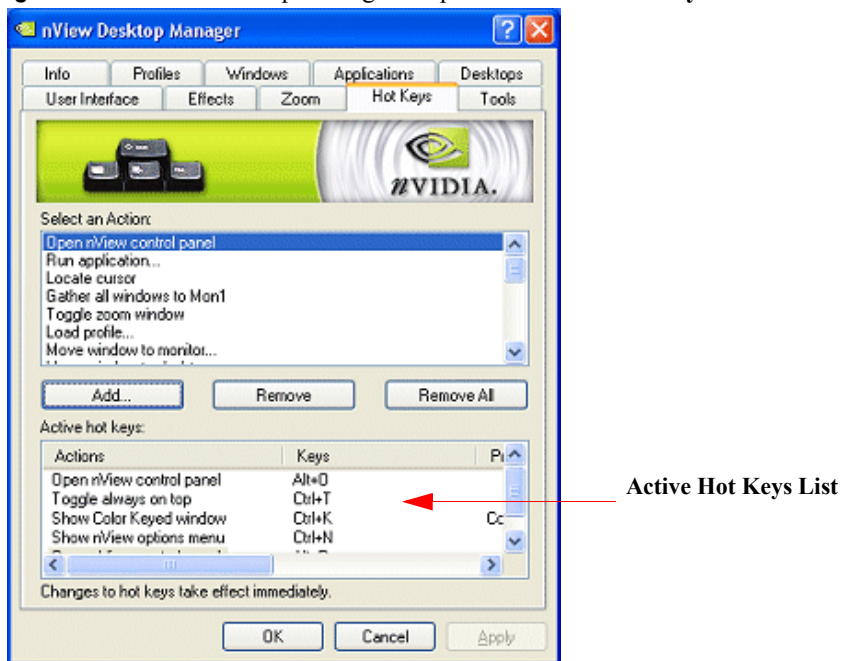 nView Desktop Manager
Info Profiles Windows Applications Desktops
User Interface Effects Zoom Hot Keys Tools
nVIDIA.
Select an Action:
Open nView control panel
Run application...
Locate cursor
Gather all windows to Mon1
Toggle zoom window
Load profile...
Move window to monitor...
Add... Remove Remove All
Active hot keys:
Actions Keys
Open nView control panel Alt+O
Toggle always on top Ctrl+T
Show Color Keyed window Ctrl+K
Show nView options menu Ctrl+N
Active Hot Keys List
Changes to hot keys take effect immediately.
OK Cancel Apply